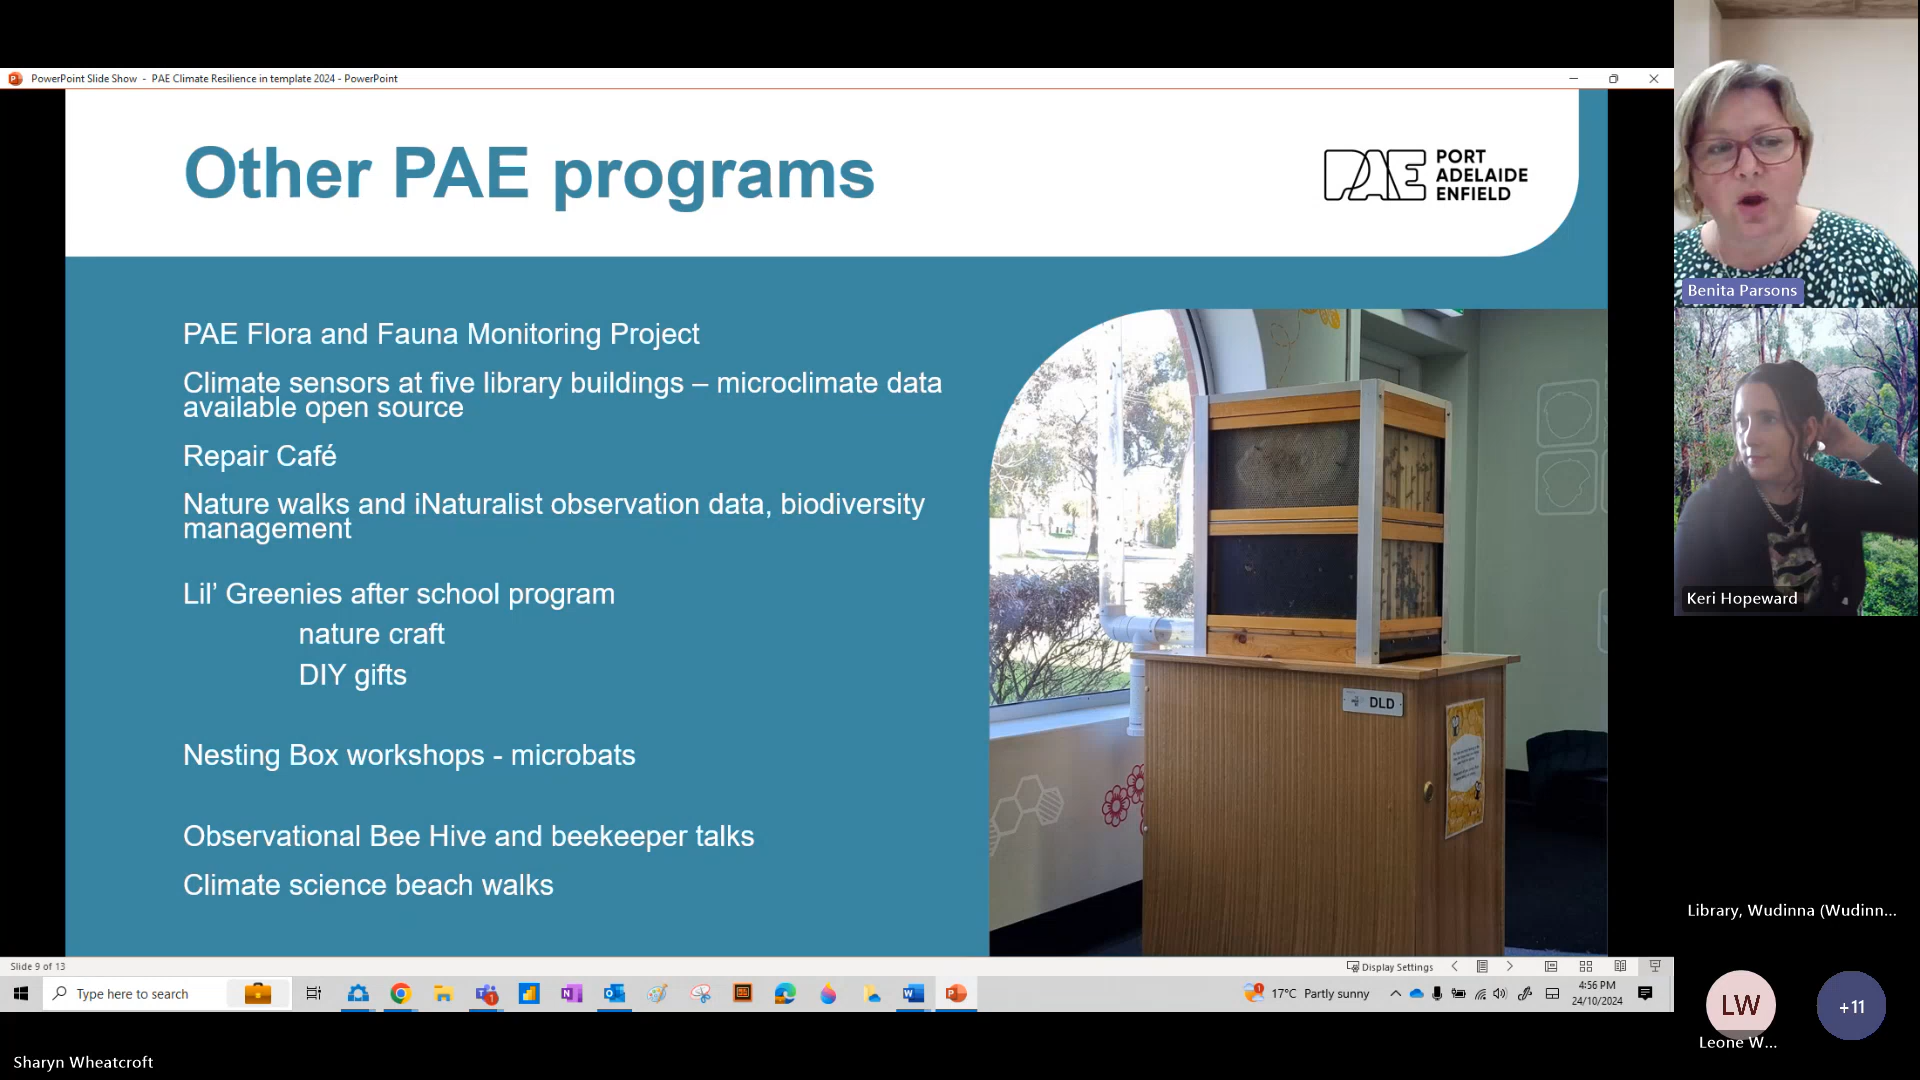 PowerPoint Slide Show - PAE Climate Resilience in template 2024 - PowerPoint
Other PAE programs
PAE PORT
ADELAIDE
ENFIELD
PAE Flora and Fauna Monitoring Project
Climate sensors at five library buildings – microclimate data
available open source
Repair Café
Nature walks and iNaturalist observation data, biodiversity
management
Lil’ Greenies after school program
nature craft
DIY gifts
Nesting Box workshops - microbats
Observational Bee Hive and beekeeper talks
Climate science beach walks
DLD
Benita Parsons
Keri Hopeward
Library, Wudinna (Wudinn...
LW
+11
Leone W...
Slide 9 of 13
Display Settings
Type here to search
17°C Partly sunny
4:56 PM
24/10/2024
Sharyn Wheatcroft